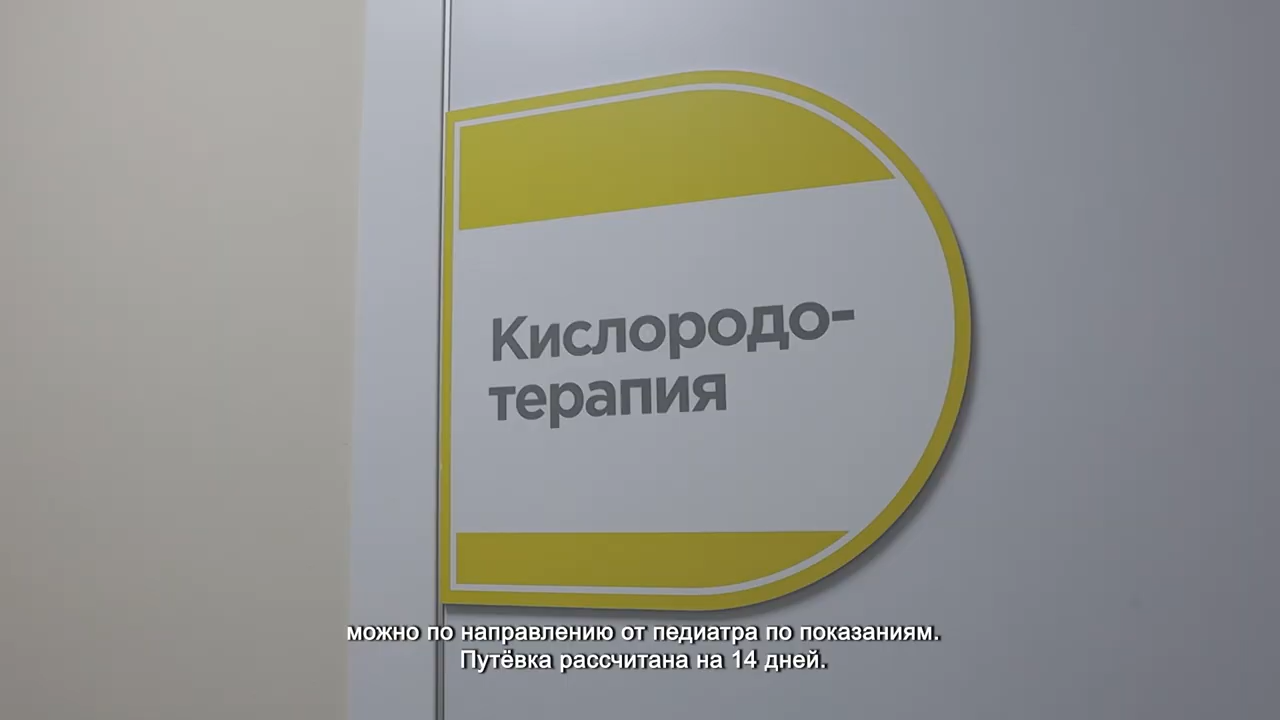 Кислородо-
терапия
можно по направлению от педиатра по показаниям.
Путёвка рассчитана на 14 дней.